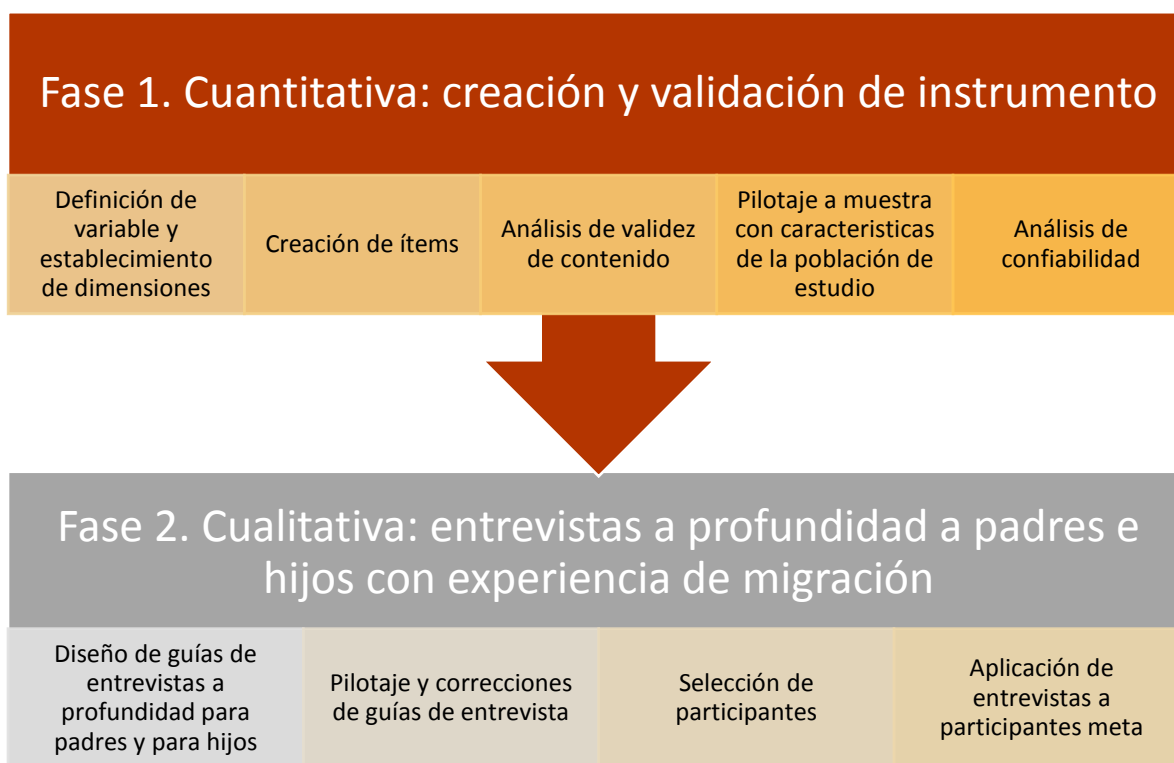 Fase 1. Cuantitativa: creación y validación de instrumento
Definición de
variable y
establecimiento
de dimensiones
Creación de ítems
Análisis de validez
de contenido
Pilotaje a muestra
con caracteristicas
de la población de
estudio
Análisis de
confiabilidad
Fase 2. Cualitativa: entrevistas a profundidad a padres e
hijos con experiencia de migración
Diseño de guías de
entrevistas a
profundidad para
padres y para hijos
Pilotaje y correcciones
de guías de entrevista
Selección de
participantes
Aplicación de
entrevistas a
participantes meta